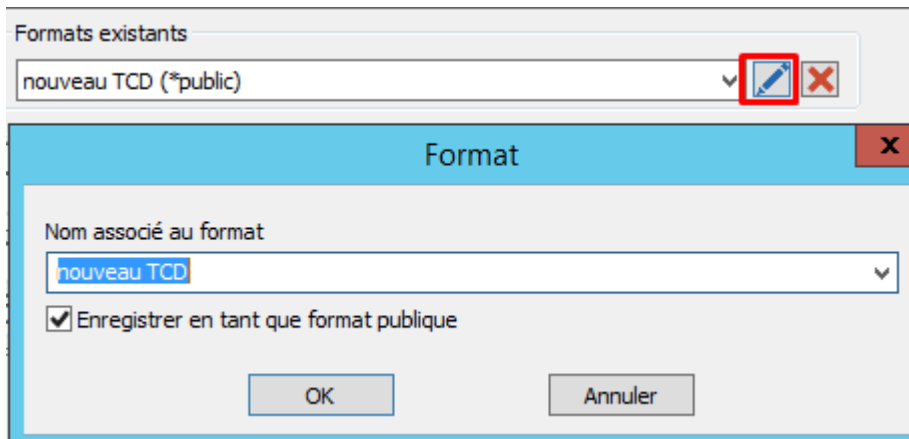 Formats existants
nouveau TCD (*public)
Format
x
Nom associé au format
nouveau TCD
Enregistrer en tant que format publique
OK
Annuler